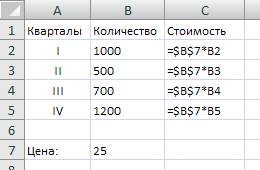 A B C
1 Кварталы Количество Стоимость
2 I 1000 =$B$7*B2
3 II 500 =$B$7*B3
4 III 700 =$B$7*B4
5 IV 1200 =$B$7*B5
6
7 Цена: 25